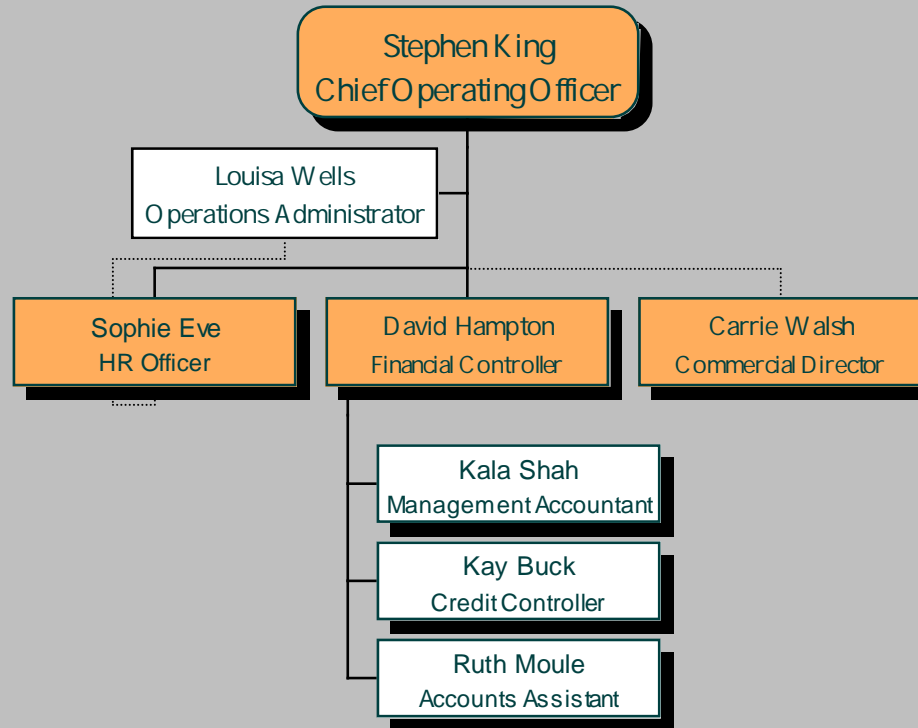 Stephen King
Chief Operating Officer
Louisa Wells
Operations Administrator
Sophie Eve
HR Officer
David Hampton
Financial Controller
Carrie Walsh
Commercial Director
Kala Shah
Management Accountant
Kay Buck
Credit Controller
Ruth Moule
Accounts Assistant